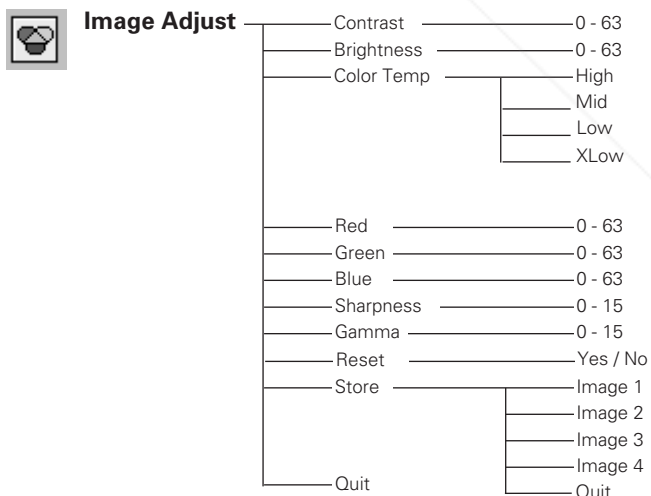 Image Adjust Contrast 0 - 63
Brightness 0 - 63
Color Temp High
Mid
Low
XLow
Red 0 - 63
Green 0 - 63
Blue 0 - 63
Sharpness 0 - 15
Gamma 0 - 15
Reset Yes / No
Store Image 1
Image 2
Image 3
Image 4
Quit Quit